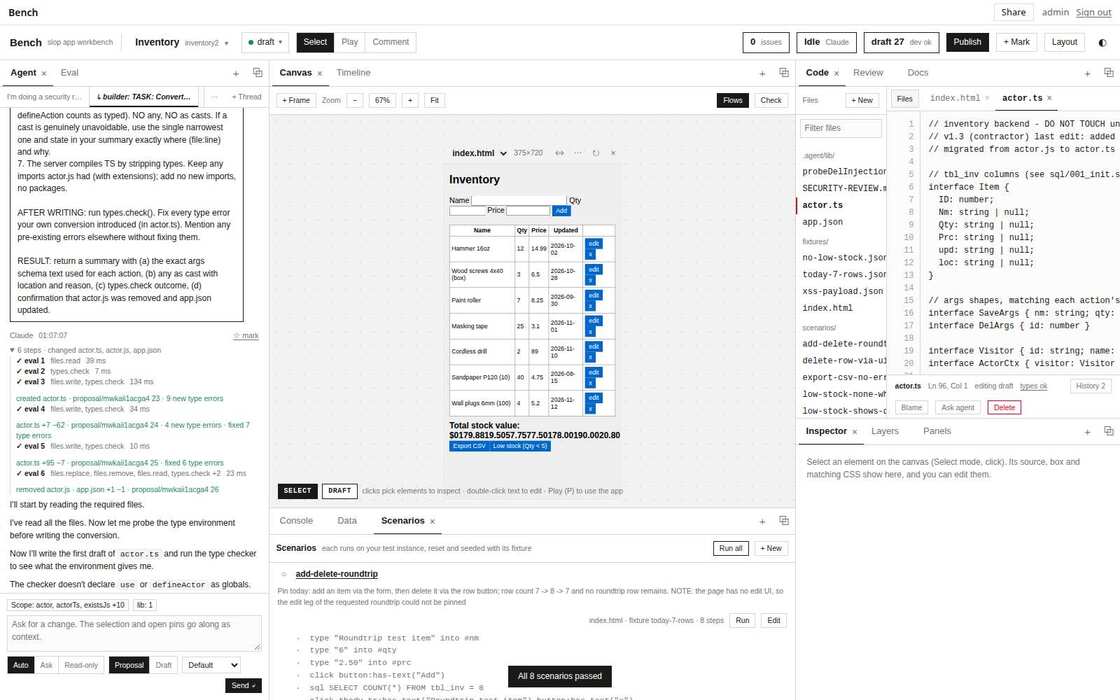 Bench
Share
admin
Sign out
Bench slop app workbench
Inventory inventory2
draft
Select Play Comment
0 issues
Idle Claude
draft 27 dev ok
Publish
+ Mark
Layout
Agent × Eval
+
I'm doing a security r…
↳ builder: TASK: Convert…
···
+ Thread
defineAction counts as typed). NO any, NO as casts. If a
cast is genuinely unavoidable, use the single narrowest
one and state in your summary exactly where (file:line)
and why.
7. The server compiles TS by stripping types. Keep any
imports actor.js had (with extensions); add no new imports,
no packages.
AFTER WRITING: run types.check(). Fix every type error
your own conversion introduced (in actor.ts). Mention any
pre-existing errors elsewhere without fixing them.
RESULT: return a summary with (a) the exact args
schema text used for each action, (b) any as cast with
location and reason, (c) types.check outcome, (d)
confirmation that actor.js was removed and app.json
updated.
Claude 01:07:07
☆ mark
▾ 6 steps · changed actor.ts, actor.js, app.json
✓ eval 1 files.read 39 ms
✓ eval 2 types.check 7 ms
✓ eval 3 files.write, types.check 134 ms
created actor.ts · proposal/mwkaii1acga4 23 · 9 new type errors
✓ eval 4 files.write, types.check 34 ms
actor.ts +7 −62 · proposal/mwkaii1acga4 24 · 4 new type errors · fixed 7
type errors
✓ eval 5 files.write, types.check 10 ms
actor.ts +95 −7 · proposal/mwkaii1acga4 25 · fixed 6 type errors
✓ eval 6 files.replace, files.remove, files.read, types.check +2 23 ms
removed actor.js · app.json +1 −1 · proposal/mwkaii1acga4 26
I'll start by reading the required files.
I've read all the files. Now let me probe the type environment
before writing the conversion.
Now I'll write the first draft of actor.ts and run the type checker
to see what the environment gives me.
The checker doesn't declare use or defineActor as globals.
Scope: actor, actorTs, existsJs +10
lib: 1
Ask for a change. The selection and open pins go along as
context.
Auto Ask Read-only
Proposal Draft
Default
Send
Canvas × Timeline
+
+ Frame
Zoom − 67% + Fit
Flows
Check
index.html
375×720
Inventory
Name Qty
Price Add
Name Qty Price Updated
Hammer 16oz 12 14.99 2026-10-02 edit x
Wood screws 4x40 (box) 3 6.5 2026-10-28 edit x
Paint roller 7 8.25 2026-09-30 edit x
Masking tape 25 3.1 2026-11-01 edit x
Cordless drill 2 89 2026-11-10 edit x
Sandpaper P120 (10) 40 4.75 2026-08-15 edit x
Wall plugs 6mm (100) 4 5.2 2026-11-12 edit x
Total stock value:
$0179.8819.5057.7577.50178.00190.0020.80
Export CSV Low stock (Qty < 5)
SELECT DRAFT clicks pick elements to inspect · double-click text to edit · Play (P) to use the app
Console Data Scenarios ×
+
Scenarios each runs on your test instance, reset and seeded with its fixture
Run all
+ New
add-delete-roundtrip
Pin today: add an item via the form, then delete it via the row button; row count 7 -> 8 -> 7 and no roundtrip row remains. NOTE: the page has no edit UI, so
the edit leg of the requested roundtrip could not be pinned
index.html · fixture today-7-rows · 8 steps
Run
Edit
· type "Roundtrip test item" into #nm
· type "6" into #qty
· type "2.50" into #prc
· click button:has-text("Add")
· sql SELECT COUNT(*) FROM tbl_inv = 8
All 8 scenarios passed
Code × Review Docs
+
Files + New
Filter files
.agent/lib/
probeDelInjection
SECURITY-REVIEW.m
actor.ts
app.json
fixtures/
no-low-stock.json
today-7-rows.json
xss-payload.json
index.html
scenarios/
add-delete-roundt
delete-row-via-ui
export-csv-no-err
low-stock-none-wh
low-stock-shows-q
Files index.html × actor.ts ×
1 // inventory backend - DO NOT TOUCH un
2 // v1.3 (contractor) last edit: added
3 // migrated from actor.js to actor.ts
4
5 // tbl_inv columns (see sql/001_init.s
6 interface Item {
7 ID: number;
8 Nm: string | null;
9 Qty: string | null;
10 Prc: string | null;
11 upd: string | null;
12 loc: string | null;
13 }
14
15 // args shapes, matching each action's
16 interface SaveArgs { nm: string; qty:
17 interface DelArgs { id: number }
18
19 interface Visitor { id: string; name:
20 interface ActorCtx { visitor: Visitor
actor.ts Ln 96, Col 1 editing draft types ok
History 2
Blame
Ask agent
Delete
Inspector × Layers Panels
+
Select an element on the canvas (Select mode, click). Its source, box and
matching CSS show here, and you can edit them.